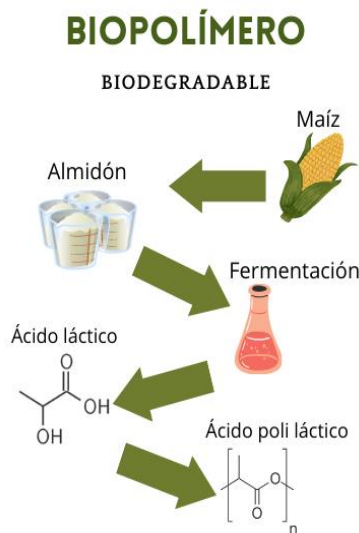 BIOPOLÍMERO
BIODEGRADABLE
Maíz
Almidón
Fermentación
Ácido láctico
O
OH
OH
Ácido poli láctico
O
O
n